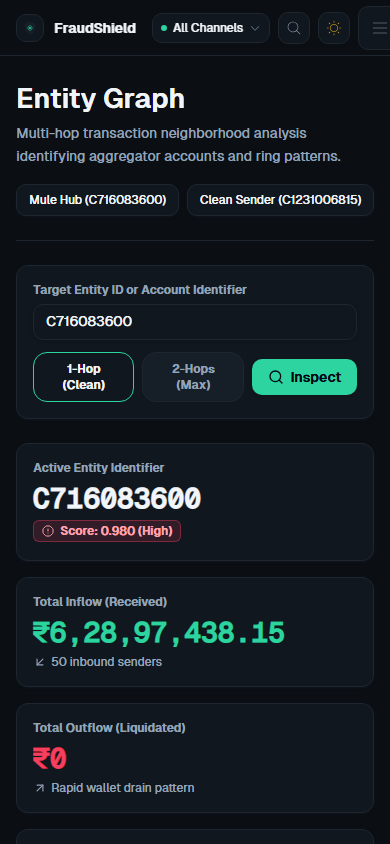 FraudShield
All Channels
Entity Graph
Multi-hop transaction neighborhood analysis
identifying aggregator accounts and ring patterns.
Mule Hub (C716083600)
Clean Sender (C1231006815)
Target Entity ID or Account Identifier
C716083600
1-Hop
(Clean)
2-Hops
(Max)
Inspect
Active Entity Identifier
C716083600
Score: 0.980 (High)
Total Inflow (Received)
₹6,28,97,438.15
50 inbound senders
Total Outflow (Liquidated)
₹0
Rapid wallet drain pattern